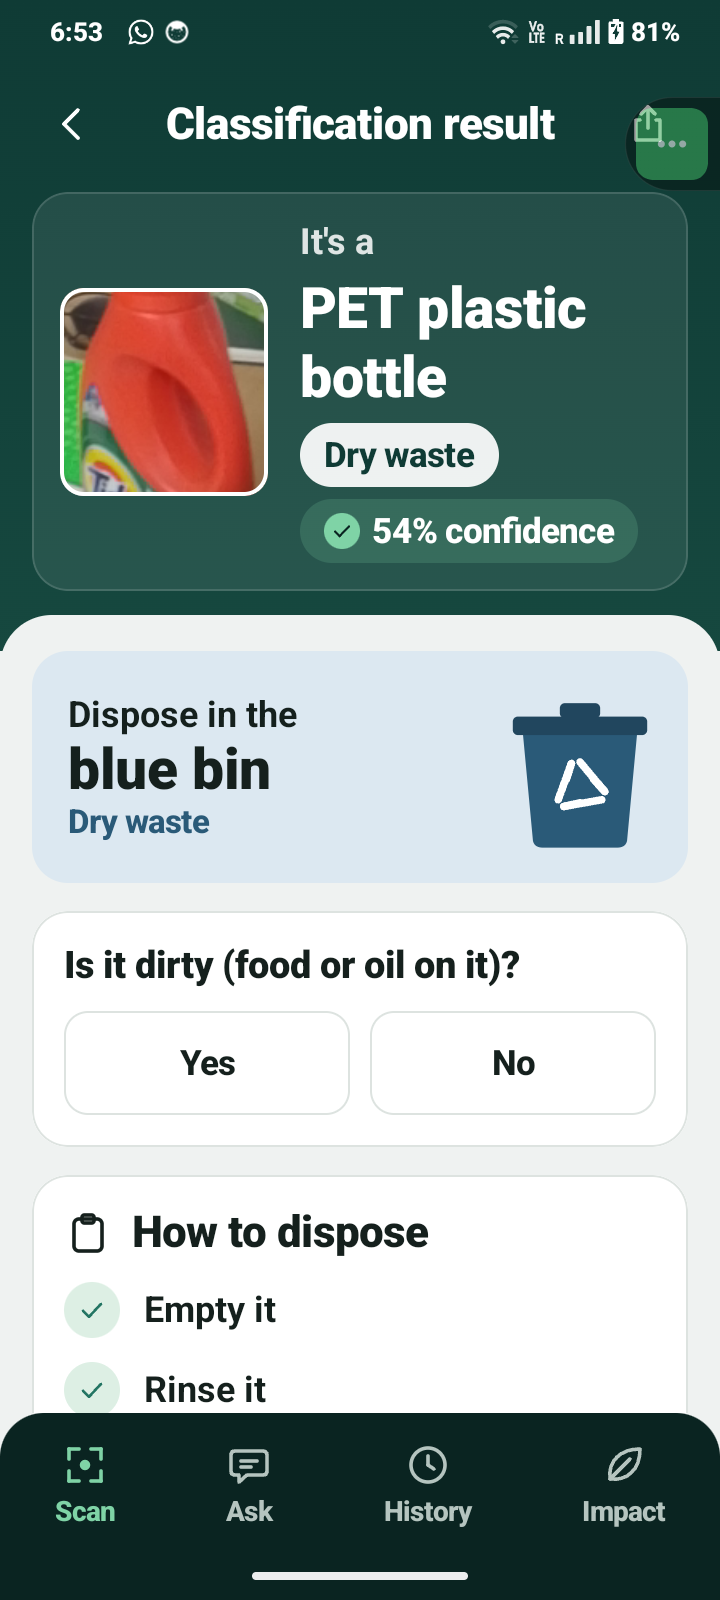 6:53
Vo
LTE
R
81%
Classification result
It's a
PET plastic
bottle
Dry waste
54% confidence
Dispose in the
blue bin
Dry waste
Is it dirty (food or oil on it)?
Yes
No
How to dispose
Empty it
Rinse it
Scan
Ask
History
Impact